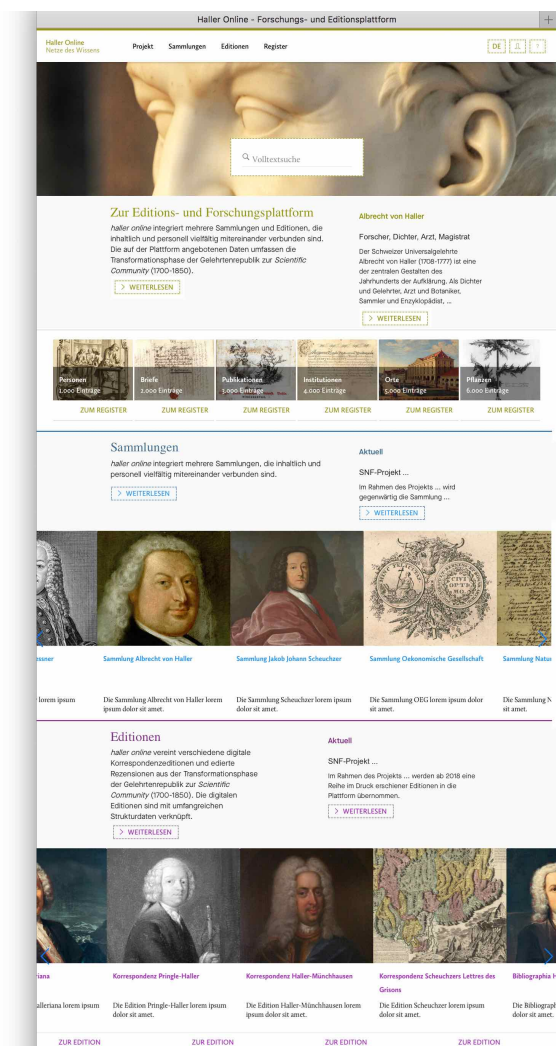 Haller Online - Forschungs- und Editionsplattform
+
Haller Online
Netze des Wissens
Projekt
Sammlungen
Editionen
Register
DE
?
Volltextsuche
Zur Editions- und Forschungsplattform
haller online integriert mehrere Sammlungen und Editionen, die
inhaltlich und personell vielfältig mitereinander verbunden sind.
Die auf der Plattform angebotenen Daten umfassen die
Transformationsphase der Gelehrtenrepublik zur Scientific
Community (1700-1850).
> WEITERLESEN
Albrecht von Haller
Forscher, Dichter, Arzt, Magistrat
Der Schweizer Universalgelehrte
Albrecht von Haller (1708-1777) ist eine
der zentralen Gestalten des
Jahrhunderts der Aufklärung. Als Dichter
und Gelehrter, Arzt und Botaniker,
Sammler und Enzyklopädist, ...
> WEITERLESEN
Personen
1.000 Einträge
ZUM REGISTER
Briefe
2.000 Einträge
ZUM REGISTER
Publikationen
3.000 Einträge
ZUM REGISTER
Institutionen
4.000 Einträge
ZUM REGISTER
Orte
5.000 Einträge
ZUM REGISTER
Pflanzen
6.000 Einträge
ZUM REGISTER
Sammlungen
haller online integriert mehrere Sammlungen, die inhaltlich und
personell vielfältig mitereinander verbunden sind.
> WEITERLESEN
Aktuell
SNF-Projekt ...
Im Rahmen des Projekts ... wird
gegenwärtig die Sammlung ...
> WEITERLESEN
ssner
lorem ipsum
Sammlung Albrecht von Haller
Die Sammlung Albrecht von Haller lorem
ipsum dolor sit amet.
Sammlung Jakob Johann Scheuchzer
Die Sammlung Scheuchzer lorem ipsum
dolor sit amet.
Sammlung Oekonomische Gesellschaft
Die Sammlung OEG lorem ipsum dolor
sit amet.
Sammlung Natur
Die Sammlung N
sit amet.
Editionen
haller online vereint verschiedene digitale
Korrespondenzeditionen und edierte
Rezensionen aus der Transformationsphase
der Gelehrtenrepublik zur Scientific
Community (1700-1850). Die digitalen
Editionen sind mit umfangreichen
Strukturdaten verknüpft.
> WEITERLESEN
Aktuell
SNF-Projekt ...
Im Rahmen des Projekts ... werden ab 2018 eine
Reihe im Druck erschiener Editionen in die
Plattform übernommen.
> WEITERLESEN
riana
alleriana lorem ipsum
ZUR EDITION
Korrespondenz Pringle-Haller
Die Edition Pringle-Haller lorem ipsum
dolor sit amet.
ZUR EDITION
Korrespondenz Haller-Münchhausen
Die Edition Haller-Münchhausen lorem
ipsum dolor sit amet.
ZUR EDITION
Korrespondenz Scheuchzers Lettres des
Grisons
Die Edition Scheuchzer lorem ipsum
dolor sit amet.
ZUR EDITION
Bibliographia H
Die Bibliograph
dolor sit amet.